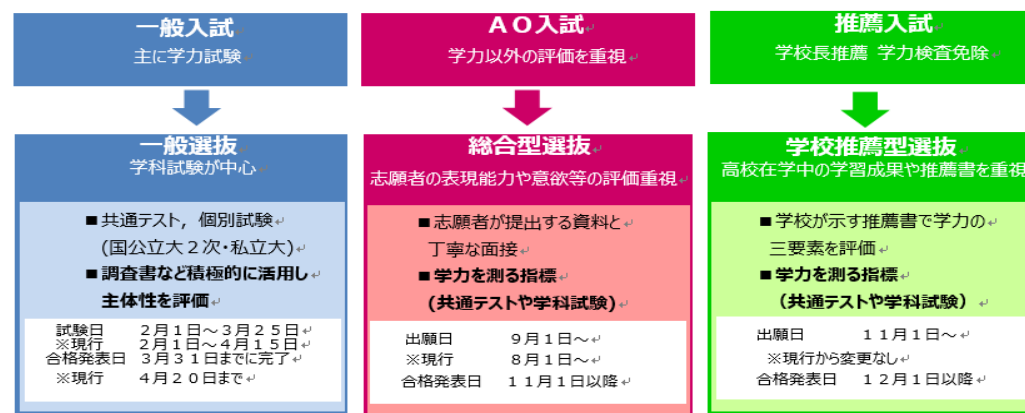 一般入試
主に学力試験
一般選抜
学科試験が中心
■共通テスト，個別試験
(国公立大２次・私立大)
■調査書など積極的に活用し
主体性を評価
試験日　２月１日～３月２５日
※現行　２月１日～４月１５日
合格発表日　３月３１日までに完了
※現行　４月２０日まで
ＡＯ入試
学力以外の評価を重視
総合型選抜
志願者の表現能力や意欲等の評価重視
■志願者が提出する資料と
丁寧な面接
■学力を測る指標
(共通テストや学科試験)
出願日　９月１日～
※現行　８月１日～
合格発表日　１１月１日以降
推薦入試
学校長推薦 学力検査免除
学校推薦型選抜
高校在学中の学習成果や推薦書を重視
■学校が示す推薦書で学力の
三要素を評価
■学力を測る指標
（共通テストや学科試験）
出願日　１１月１日～
※現行から変更なし
合格発表日　１２月１日以降